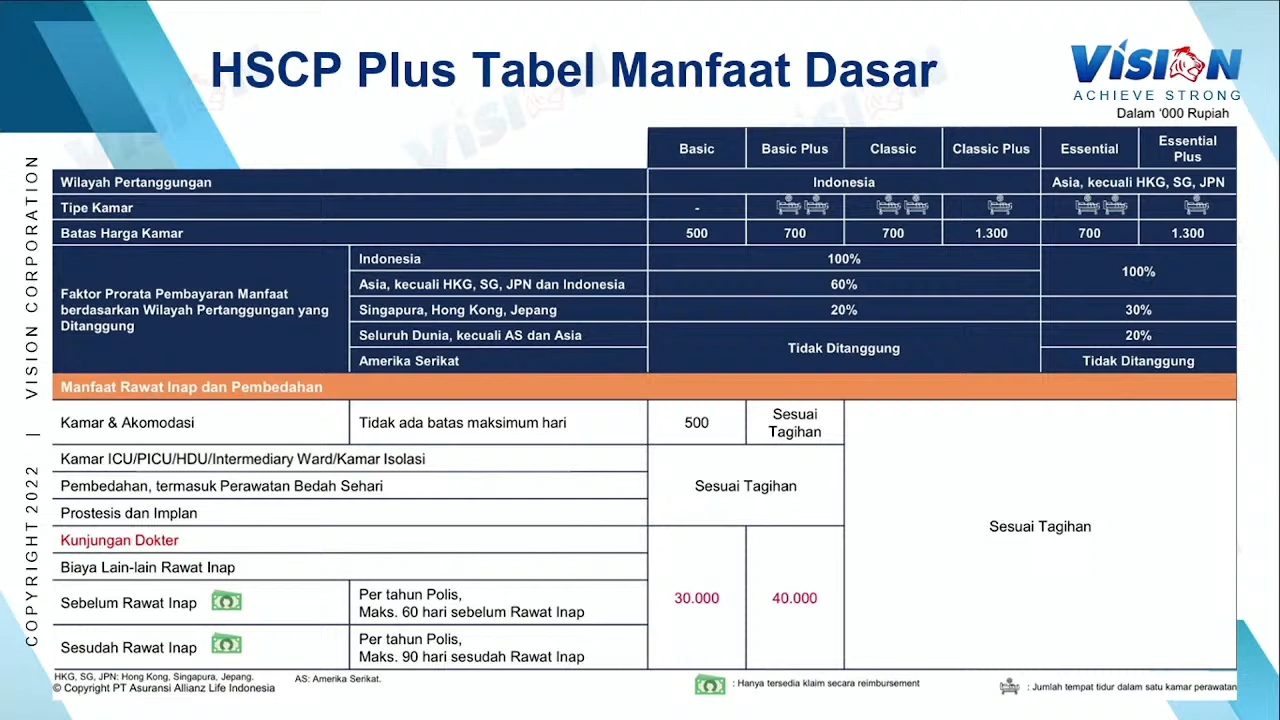 HSCP Plus Tabel Manfaat Dasar
VISION
ACHIEVE STRONG
Dalam ‘000 Rupiah
Basic
Basic Plus
Classic
Classic Plus
Essential
Essential
Plus
Wilayah Pertanggungan
Indonesia
Asia, kecuali HKG, SG, JPN
Tipe Kamar
-
Batas Harga Kamar
500
700
700
1.300
700
1.300
Faktor Prorata Pembayaran Manfaat
berdasarkan Wilayah Pertanggungan yang
Ditanggung
Indonesia
100%
100%
Asia, kecuali HKG, SG, JPN dan Indonesia
60%
Singapura, Hong Kong, Jepang
20%
30%
Seluruh Dunia, kecuali AS dan Asia
Tidak Ditanggung
20%
Amerika Serikat
Tidak Ditanggung
Manfaat Rawat Inap dan Pembedahan
Kamar & Akomodasi
Tidak ada batas maksimum hari
500
Sesuai
Tagihan
Kamar ICU/PICU/HDU/Intermediary Ward/Kamar Isolasi
Pembedahan, termasuk Perawatan Bedah Sehari
Sesuai Tagihan
Prostesis dan Implan
Sesuai Tagihan
Kunjungan Dokter
Biaya Lain-lain Rawat Inap
Sebelum Rawat Inap
Per tahun Polis,
Maks. 60 hari sebelum Rawat Inap
30.000
40.000
Sesudah Rawat Inap
Per tahun Polis,
Maks. 90 hari sesudah Rawat Inap
HKG, SG, JPN: Hong Kong, Singapura, Jepang.
AS: Amerika Serikat.
© Copyright PT Asuransi Allianz Life Indonesia
: Hanya tersedia klaim secara reimbursement
: Jumlah tempat tidur dalam satu kamar perawatan
COPYRIGHT 2022 | VISION CORPORATION